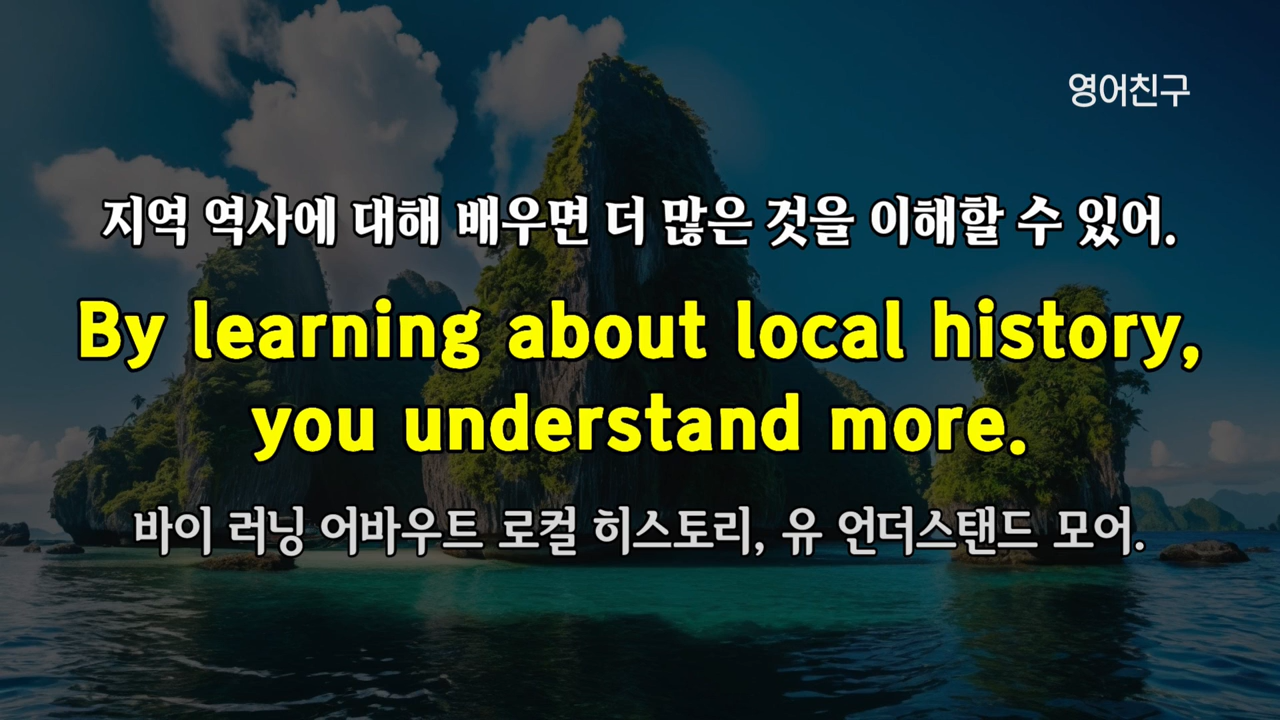 영어친구
지역 역사에 대해 배우면 더 많은 것을 이해할 수 있어.
By learning about local history,
you understand more.
바이 러닝 어바우트 로컬 히스토리, 유 언더스탠드 모어.